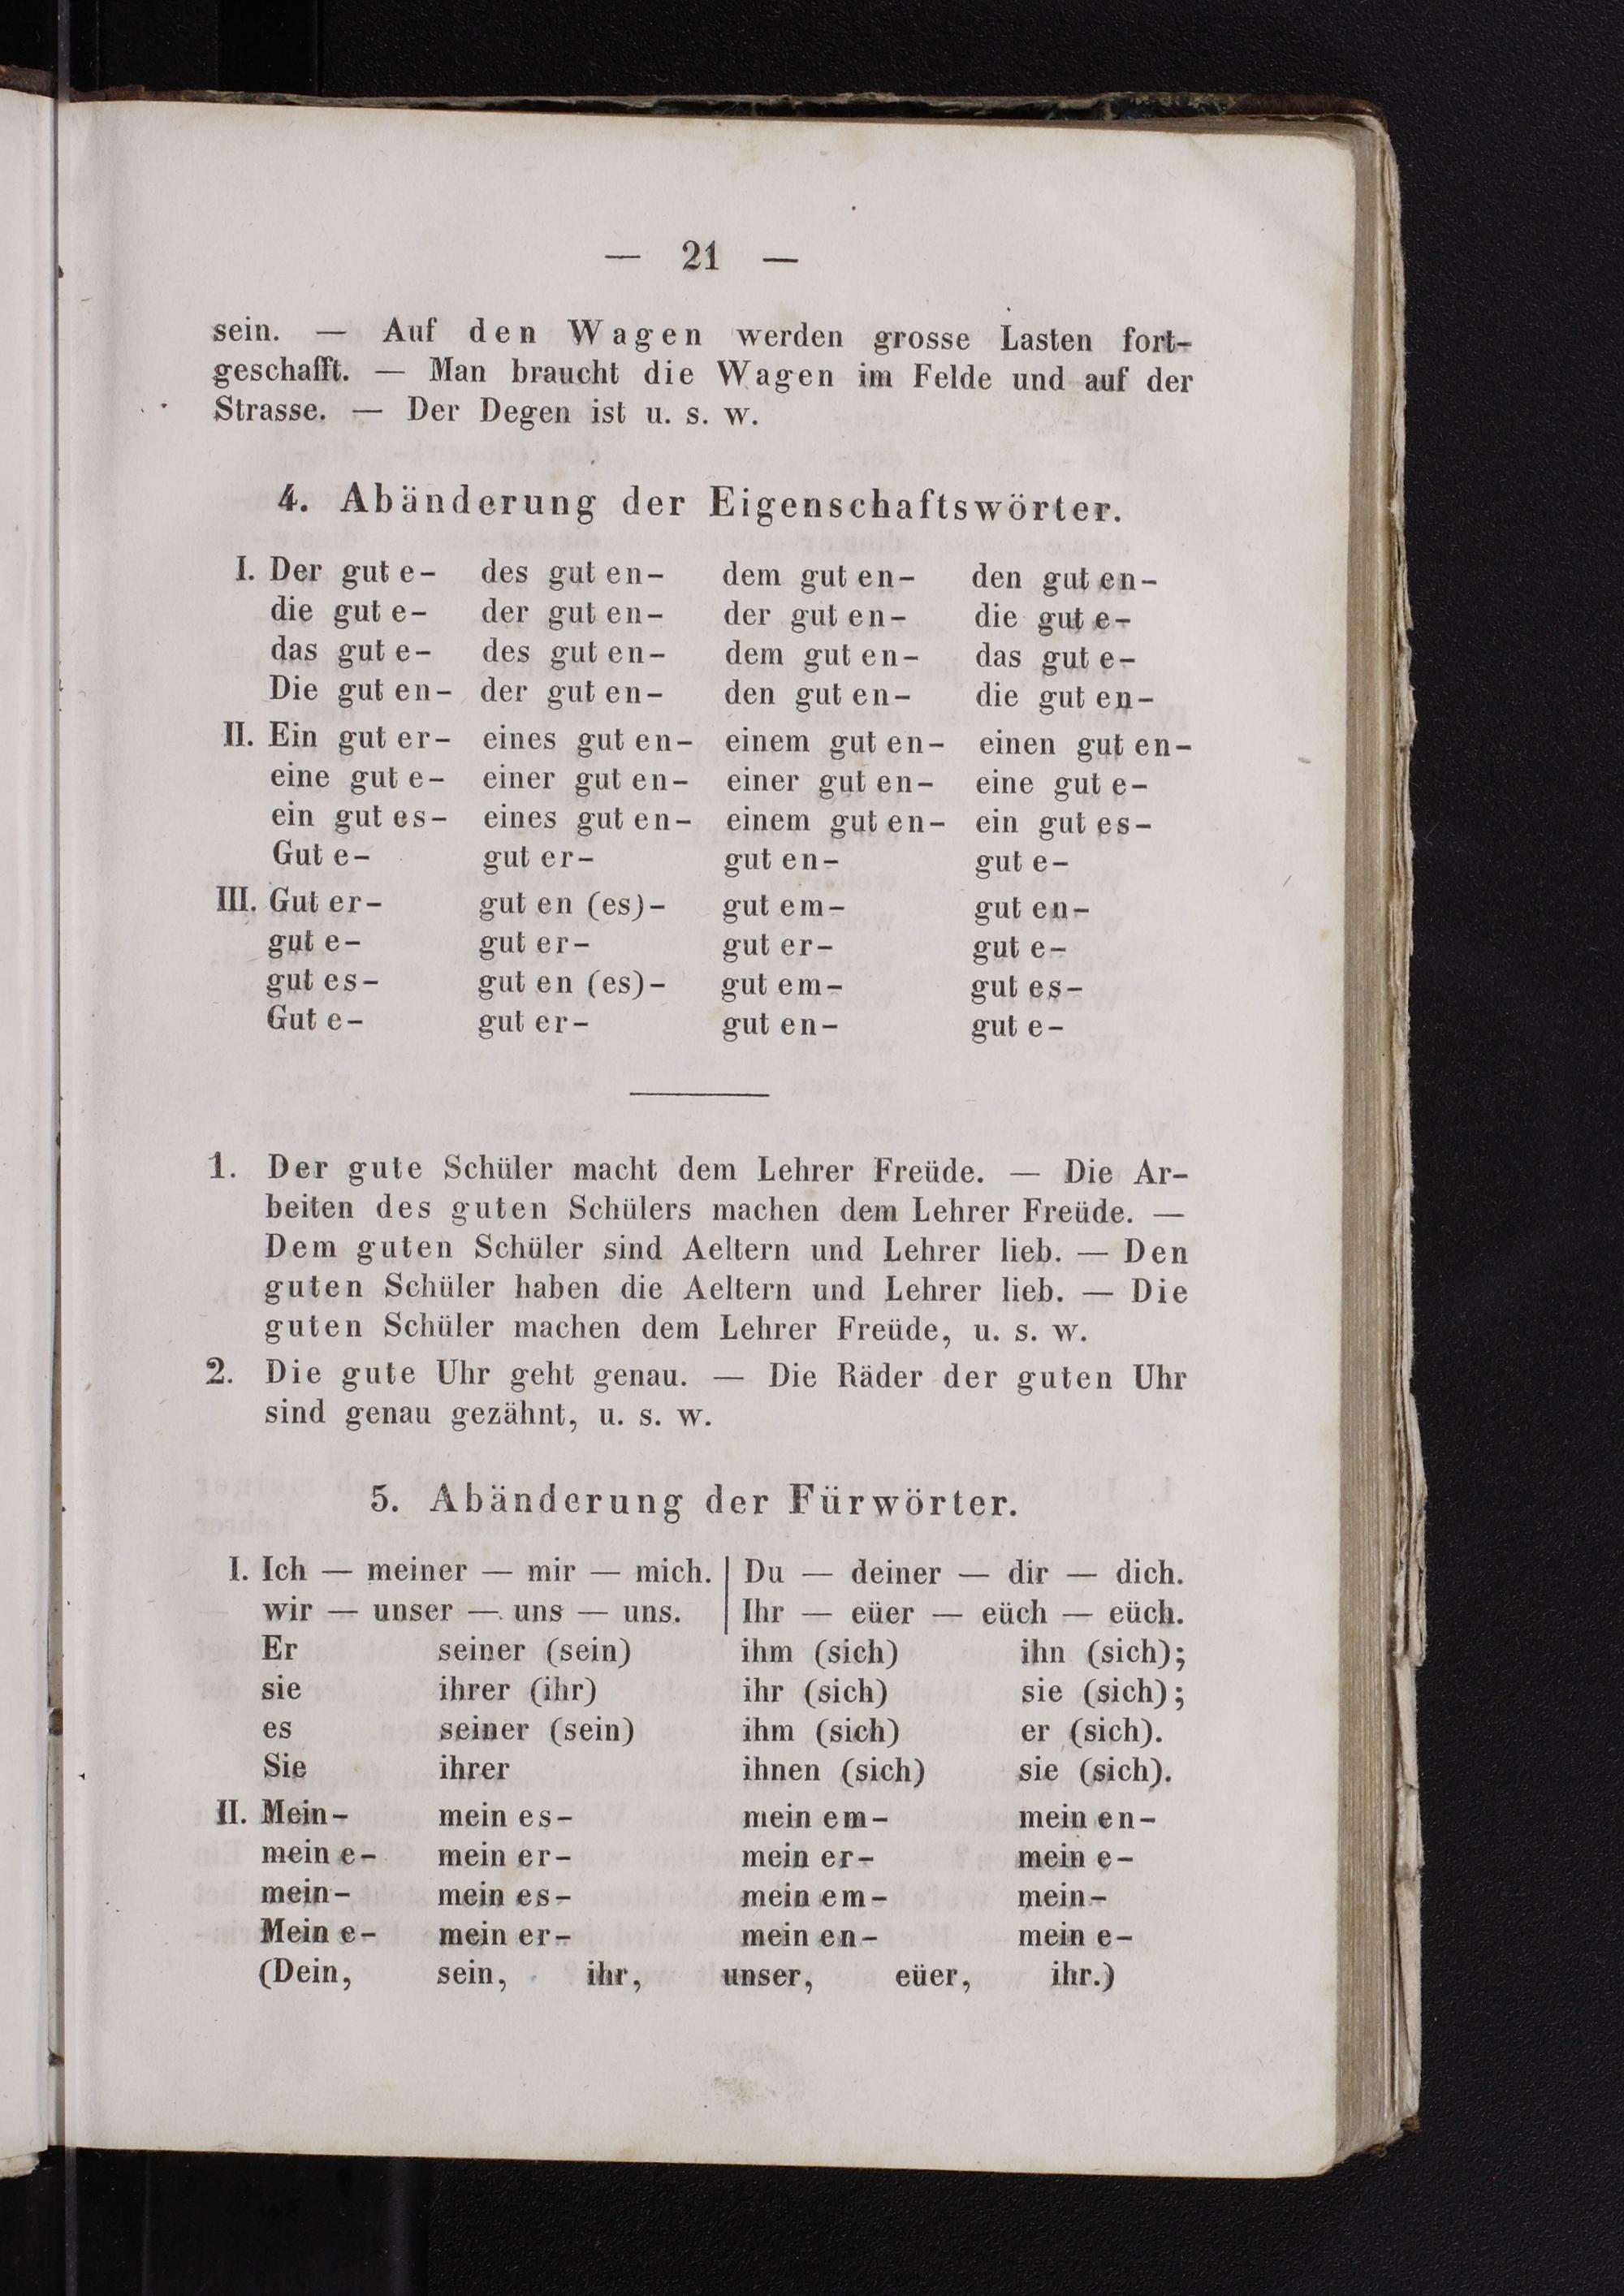 — 21 —
sein. — Auf den Wagen werden grosse Lasten fort-
geschafft. — Man braucht die Wagen im Felde und auf der
Strasse. — Der Degen ist u. s. w.
4. Abänderung der Eigenschaftswörter.
I. Der gut e- des gut en- dem gut en- den gut en-
die gut e- der gut en- der gut en- die gut e-
das gut e- des gut en- dem gut en- das gut e-
Die gut en- der gut en- den gut en- die gut en-
II. Ein gut er- eines gut en- einem gut en- einen gut en-
eine gut e- einer gut en- einer gut en- eine gut e-
ein gut es- eines gut en- einem gut en- ein gut es-
Gut e- gut er- gut en- gut e-
III. Gut er- gut en (es)- gut em- gut en-
gut e- gut er- gut er- gut e-
gut es- gut en (es)- gut em- gut es-
Gut e- gut er- gut en- gut e-
1. Der gute Schüler macht dem Lehrer Freüde. — Die Ar-
beiten des guten Schülers machen dem Lehrer Freüde. —
Dem guten Schüler sind Aeltern und Lehrer lieb. — Den
guten Schüler haben die Aeltern und Lehrer lieb. — Die
guten Schüler machen dem Lehrer Freüde, u. s. w.
2. Die gute Uhr geht genau. — Die Räder der guten Uhr
sind genau gezähnt, u. s. w.
5. Abänderung der Fürwörter.
I. Ich — meiner — mir — mich. | Du — deiner — dir — dich.
wir — unser — uns — uns. | Ihr — eüer — eüch — eüch.
Er seiner (sein) ihm (sich) ihn (sich);
sie ihrer (ihr) ihr (sich) sie (sich);
es seiner (sein) ihm (sich) er (sich).
Sie ihrer ihnen (sich) sie (sich).
II. Mein- mein es- mein em- mein en-
mein e- mein er- mein er- mein e-
mein- mein es- mein em- mein-
Mein e- mein er- mein en- mein e-
(Dein, sein, ihr, unser, eüer, ihr.)